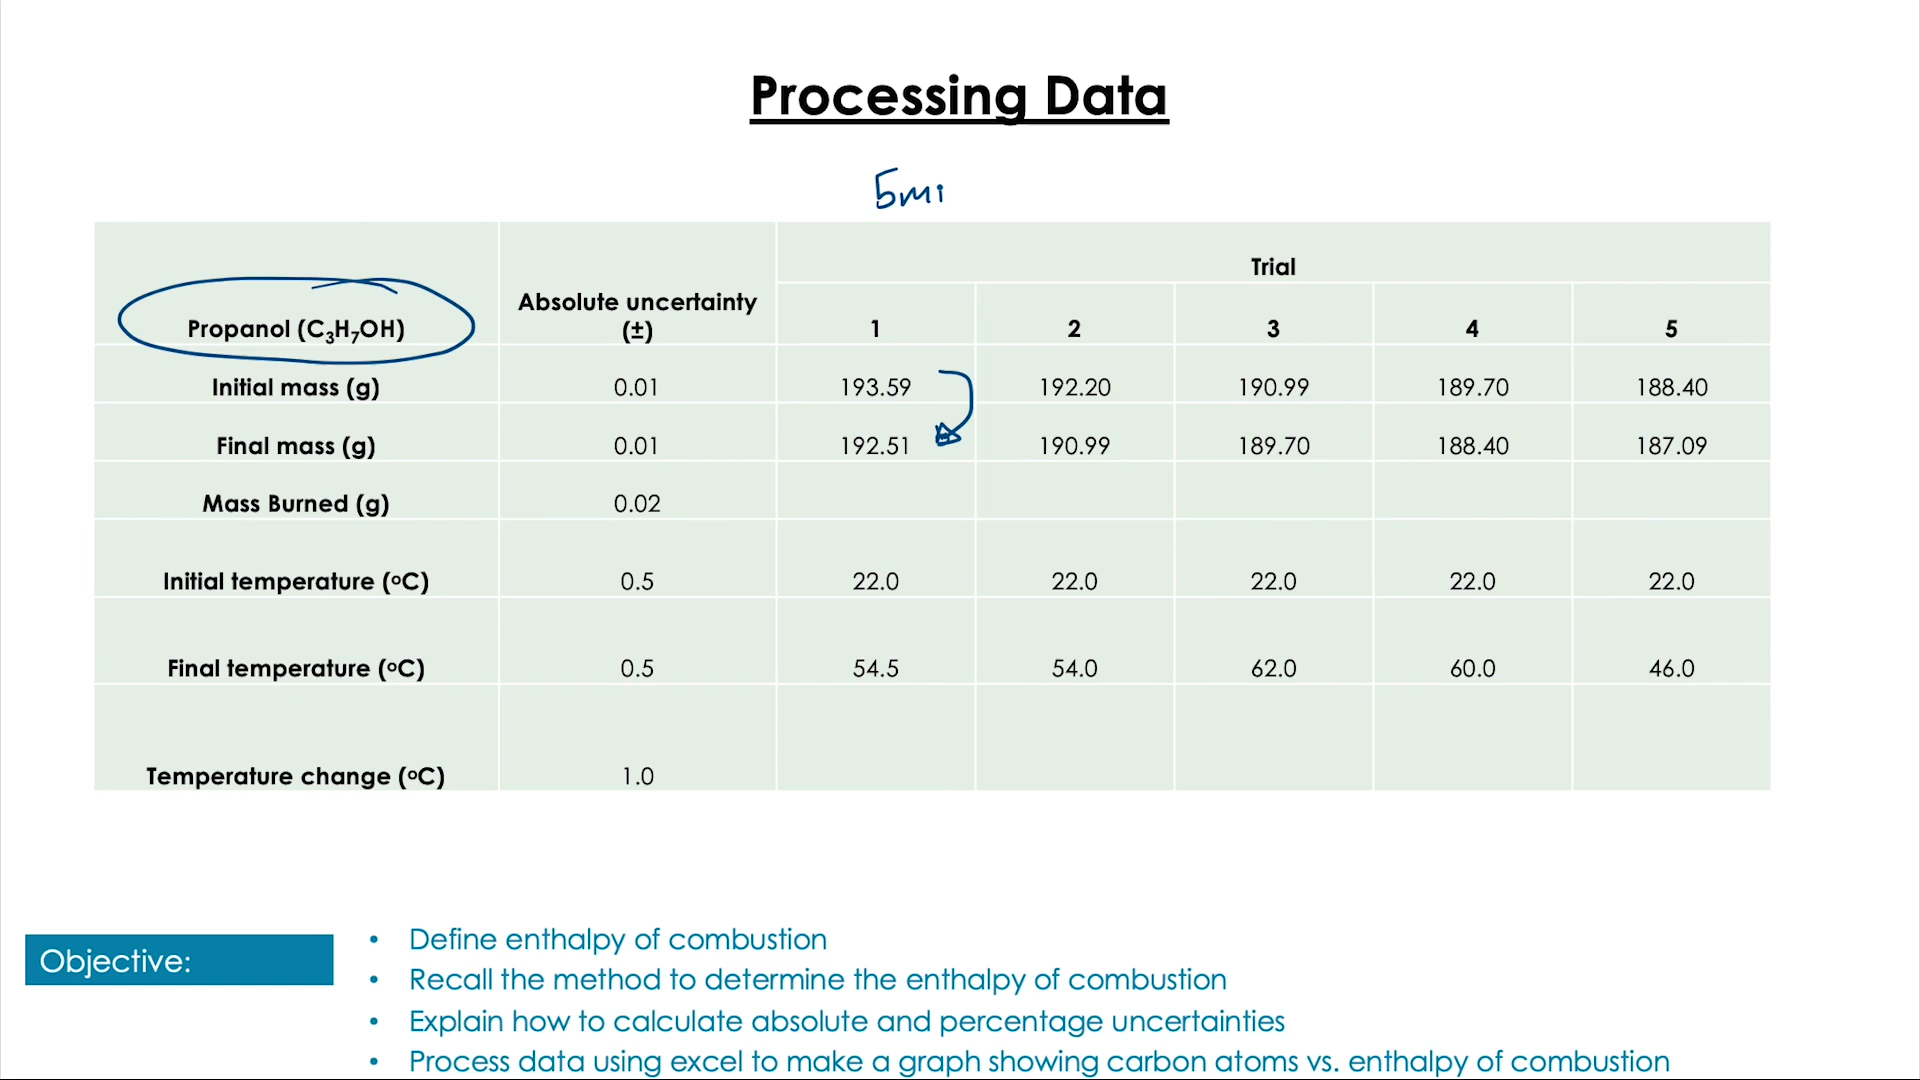 Processing Data
5mi
Trial
Propanol (C₃H₇OH) Absolute uncertainty (±) 1 2 3 4 5
Initial mass (g) 0.01 193.59 192.20 190.99 189.70 188.40
Final mass (g) 0.01 192.51 190.99 189.70 188.40 187.09
Mass Burned (g) 0.02
Initial temperature (ᵒC) 0.5 22.0 22.0 22.0 22.0 22.0
Final temperature (ᵒC) 0.5 54.5 54.0 62.0 60.0 46.0
Temperature change (ᵒC) 1.0
Objective:
• Define enthalpy of combustion
• Recall the method to determine the enthalpy of combustion
• Explain how to calculate absolute and percentage uncertainties
• Process data using excel to make a graph showing carbon atoms vs. enthalpy of combustion